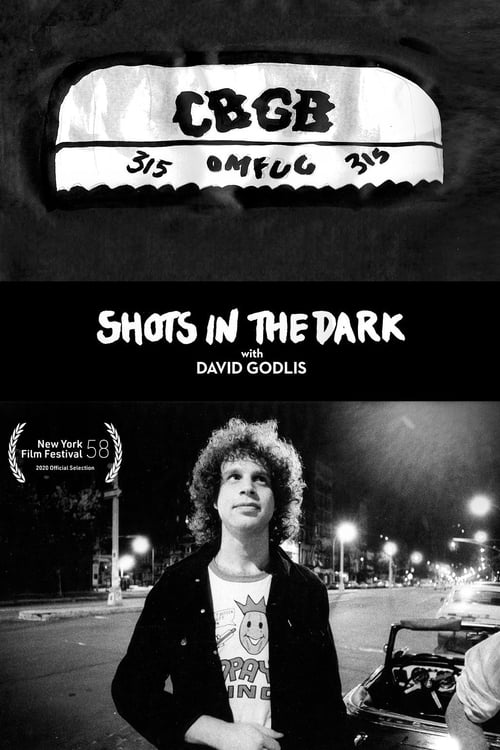 CBGB
315 OMFUG 315
SHOTS IN THE DARK
with
DAVID GODLIS
New York
Film Festival 58
2020 Official Selection